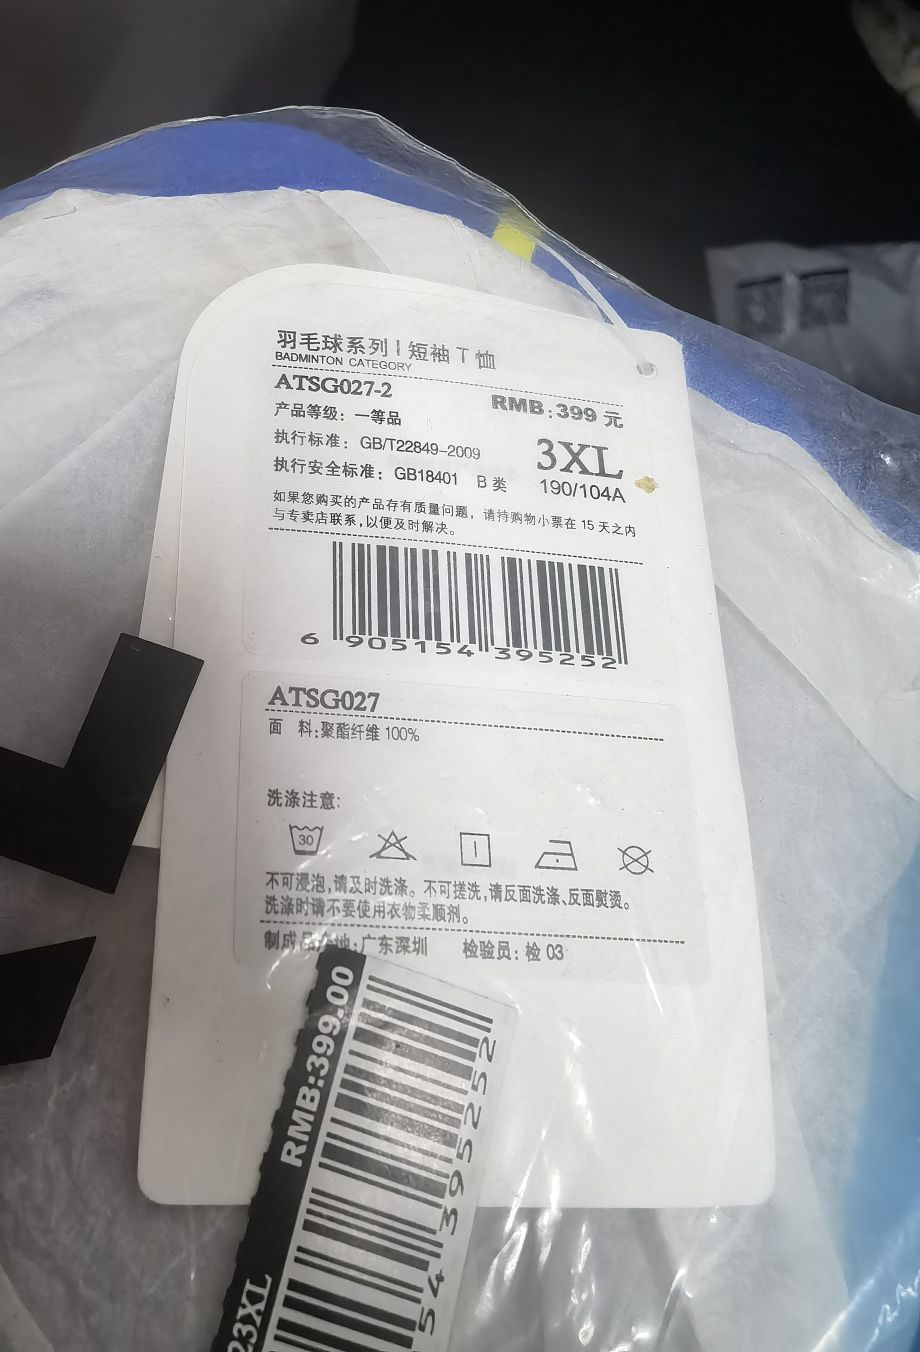 羽毛球系列 | 短袖 T 恤
BADMINTON CATEGORY
ATSG027-2
RMB:399 元
产品等级：一等品
执行标准：GB/T22849-2009
3XL
执行安全标准：GB18401 B 类
190/104A
如果您购买的产品存有质量问题，请持购物小票在 15 天之内
与专卖店联系,以便及时解决。
6 905154 395252
ATSG027
面 料:聚酯纤维 100%
洗涤注意:
30
不可浸泡,请及时洗涤。不可搓洗,请反面洗涤、反面熨烫。
洗涤时请不要使用衣物柔顺剂。
制成 地:广东深圳 检验员: 检 03
RMB:399.00
54 395252
23XL